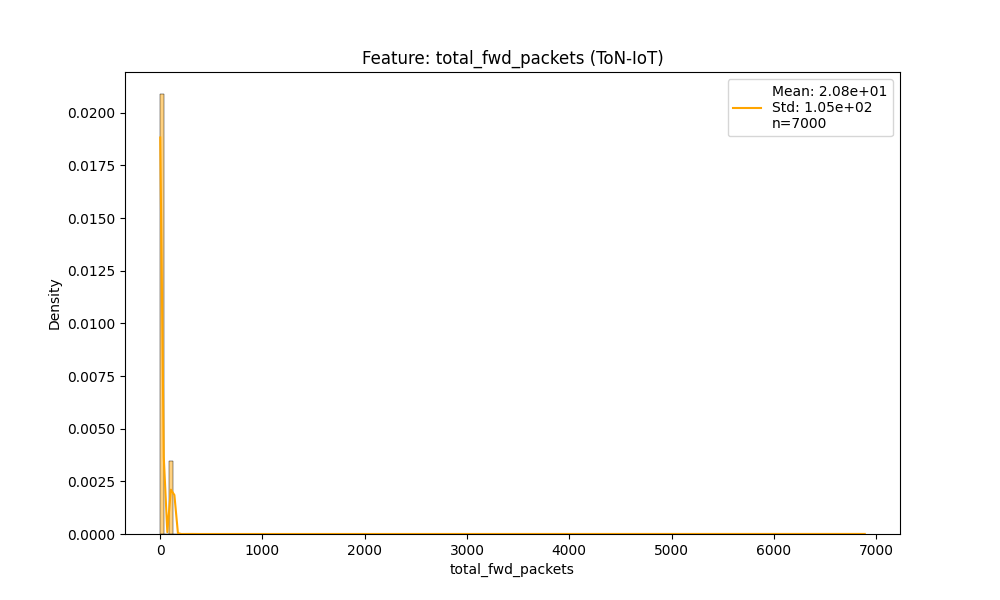 Feature: total_fwd_packets (ToN-IoT)
Mean: 2.08e+01
Std: 1.05e+02
n=7000
0.0200
0.0175
0.0150
0.0125
0.0100
0.0075
0.0050
0.0025
0.0000
Density
0 1000 2000 3000 4000 5000 6000 7000
total_fwd_packets